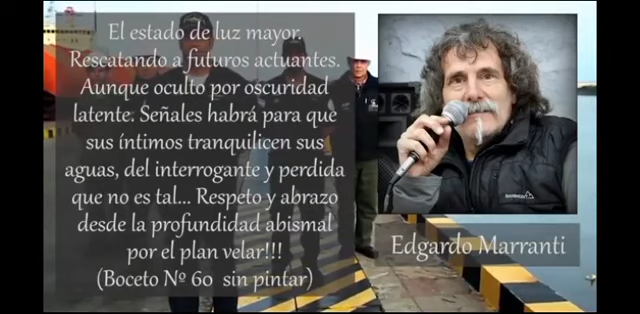 El estado de luz mayor.
Rescatando a futuros actuantes.
Aunque oculto por oscuridad
latente. Señales habrá para que
sus íntimos tranquilicen sus
aguas, del interrogante y perdida
que no es tal... Respeto y abrazo
desde la profundidad abismal
por el plan velar!!!
(Boceto Nº 60 sin pintar)
Edgardo Marranti